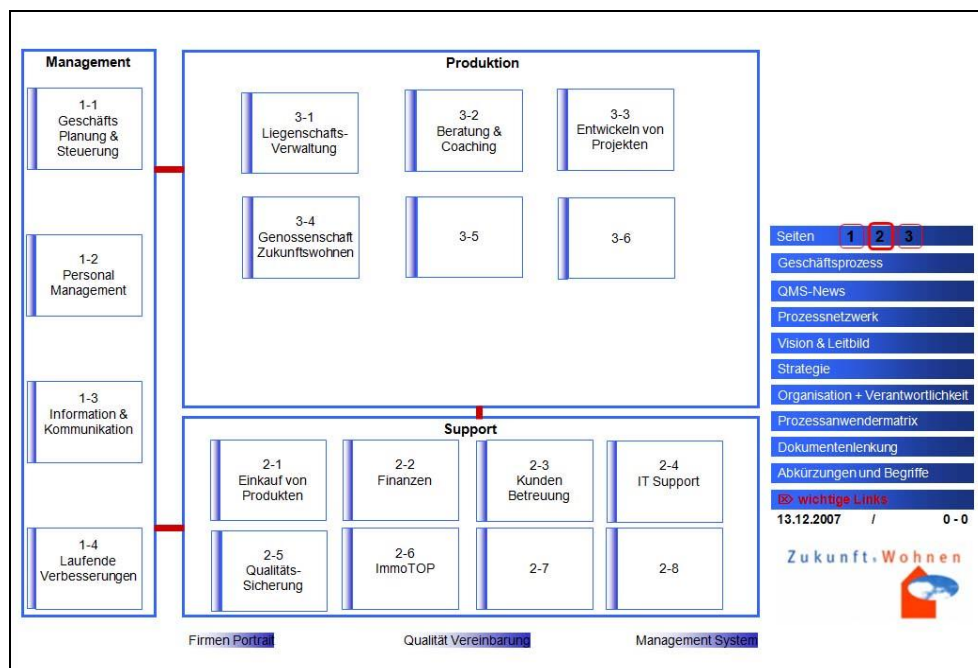 Management
1-1
Geschäfts
Planung &
Steuerung
1-2
Personal
Management
1-3
Information &
Kommunikation
1-4
Laufende
Verbesserungen
Produktion
3-1
Liegenschafts-
Verwaltung
3-2
Beratung &
Coaching
3-3
Entwickeln von
Projekten
3-4
Genossenschaft
Zukunftswohnen
3-5
3-6
Support
2-1
Einkauf von
Produkten
2-2
Finanzen
2-3
Kunden
Betreuung
2-4
IT Support
2-5
Qualitäts-
Sicherung
2-6
ImmoTOP
2-7
2-8
Seiten 1 2 3
Geschäftsprozess
QMS-News
Prozessnetzwerk
Vision & Leitbild
Strategie
Organisation + Verantwortlichkeit
Prozessanwendermatrix
Dokumentenlenkung
Abkürzungen und Begriffe
wichtige Links
13.12.2007 / 0 - 0
Zukunft+Wohnen
Firmen Portrait Qualität Vereinbarung Management System